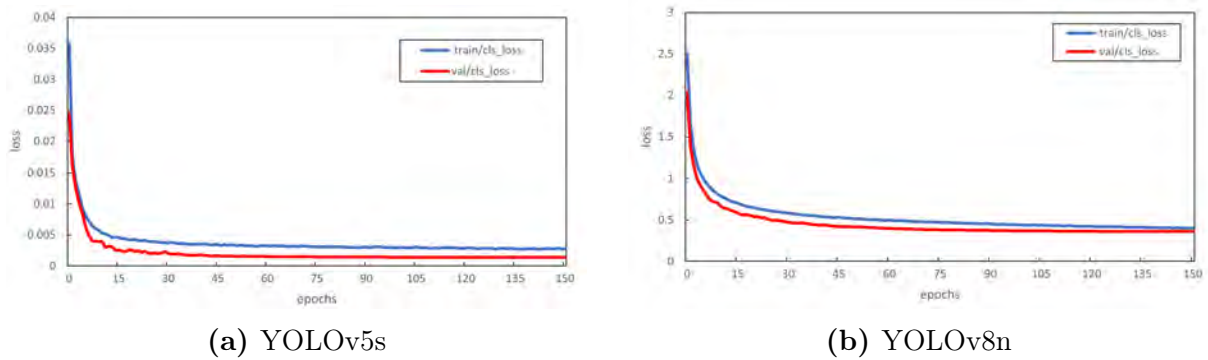 0.04
0.035
0.03
0.025
0.02
0.015
0.01
0.005
0
loss
train/cls_loss
val/cls_loss
0 15 30 45 60 75 90 105 120 135 150
epochs
(a) YOLOv5s
3
2.5
2
1.5
1
0.5
0
loss
train/cls_loss
val/cls_loss
0 15 30 45 60 75 90 105 120 135 150
epochs
(b) YOLOv8n